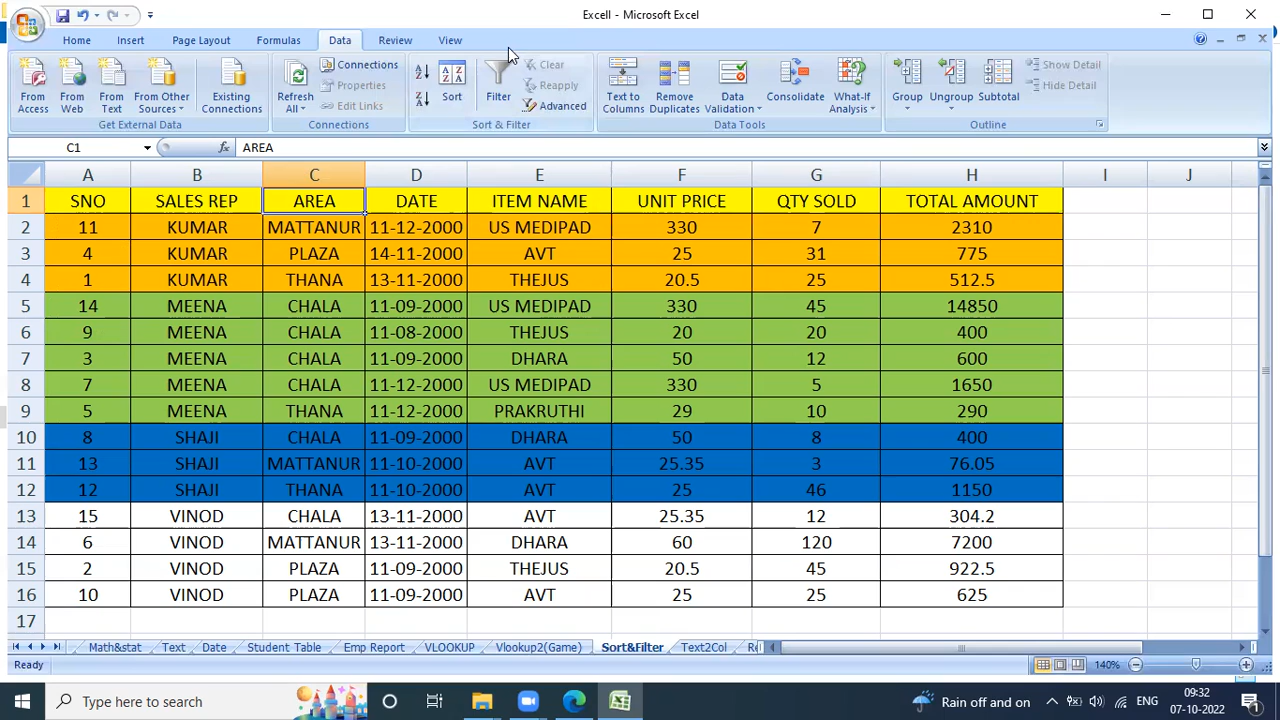 Excell - Microsoft Excel
Home Insert Page Layout Formulas Data Review View
From Access From Web From Text From Other Sources Existing Connections Refresh All Connections Properties Edit Links Sort Filter Clear Reapply Advanced Text to Columns Remove Duplicates Data Validation Consolidate What-If Analysis Group Ungroup Subtotal Show Detail Hide Detail
Get External Data Connections Sort & Filter Data Tools Outline
C1 fx AREA
A B C D E F G H I J
1 SNO SALES REP AREA DATE ITEM NAME UNIT PRICE QTY SOLD TOTAL AMOUNT
2 11 KUMAR MATTANUR 11-12-2000 US MEDIPAD 330 7 2310
3 4 KUMAR PLAZA 14-11-2000 AVT 25 31 775
4 1 KUMAR THANA 13-11-2000 THEJUS 20.5 25 512.5
5 14 MEENA CHALA 11-09-2000 US MEDIPAD 330 45 14850
6 9 MEENA CHALA 11-08-2000 THEJUS 20 20 400
7 3 MEENA CHALA 11-09-2000 DHARA 50 12 600
8 7 MEENA CHALA 11-12-2000 US MEDIPAD 330 5 1650
9 5 MEENA THANA 11-12-2000 PRAKRUTHI 29 10 290
10 8 SHAJI CHALA 11-09-2000 DHARA 50 8 400
11 13 SHAJI MATTANUR 11-10-2000 AVT 25.35 3 76.05
12 12 SHAJI THANA 11-10-2000 AVT 25 46 1150
13 15 VINOD CHALA 13-11-2000 AVT 25.35 12 304.2
14 6 VINOD MATTANUR 13-11-2000 DHARA 60 120 7200
15 2 VINOD PLAZA 11-09-2000 THEJUS 20.5 45 922.5
16 10 VINOD PLAZA 11-09-2000 AVT 25 25 625
17
Math&stat Text Date Student Table Emp Report VLOOKUP Vlookup2(Game) Sort&Filter Text2Col
Ready 140%
Type here to search Rain off and on ENG 09:32
07-10-2022